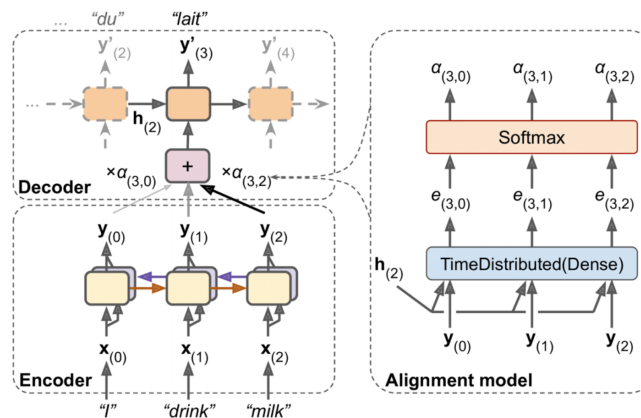 ... "du" "lait"
y'(2) y'(3) y'(4)
... h(2) ...
×α(3,0) + ×α(3,2)
Decoder
y(0) y(1) y(2)
x(0) x(1) x(2)
Encoder
"I" "drink" "milk"
α(3,0) α(3,1) α(3,2)
Softmax
e(3,0) e(3,1) e(3,2)
TimeDistributed(Dense)
h(2)
y(0) y(1) y(2)
Alignment model